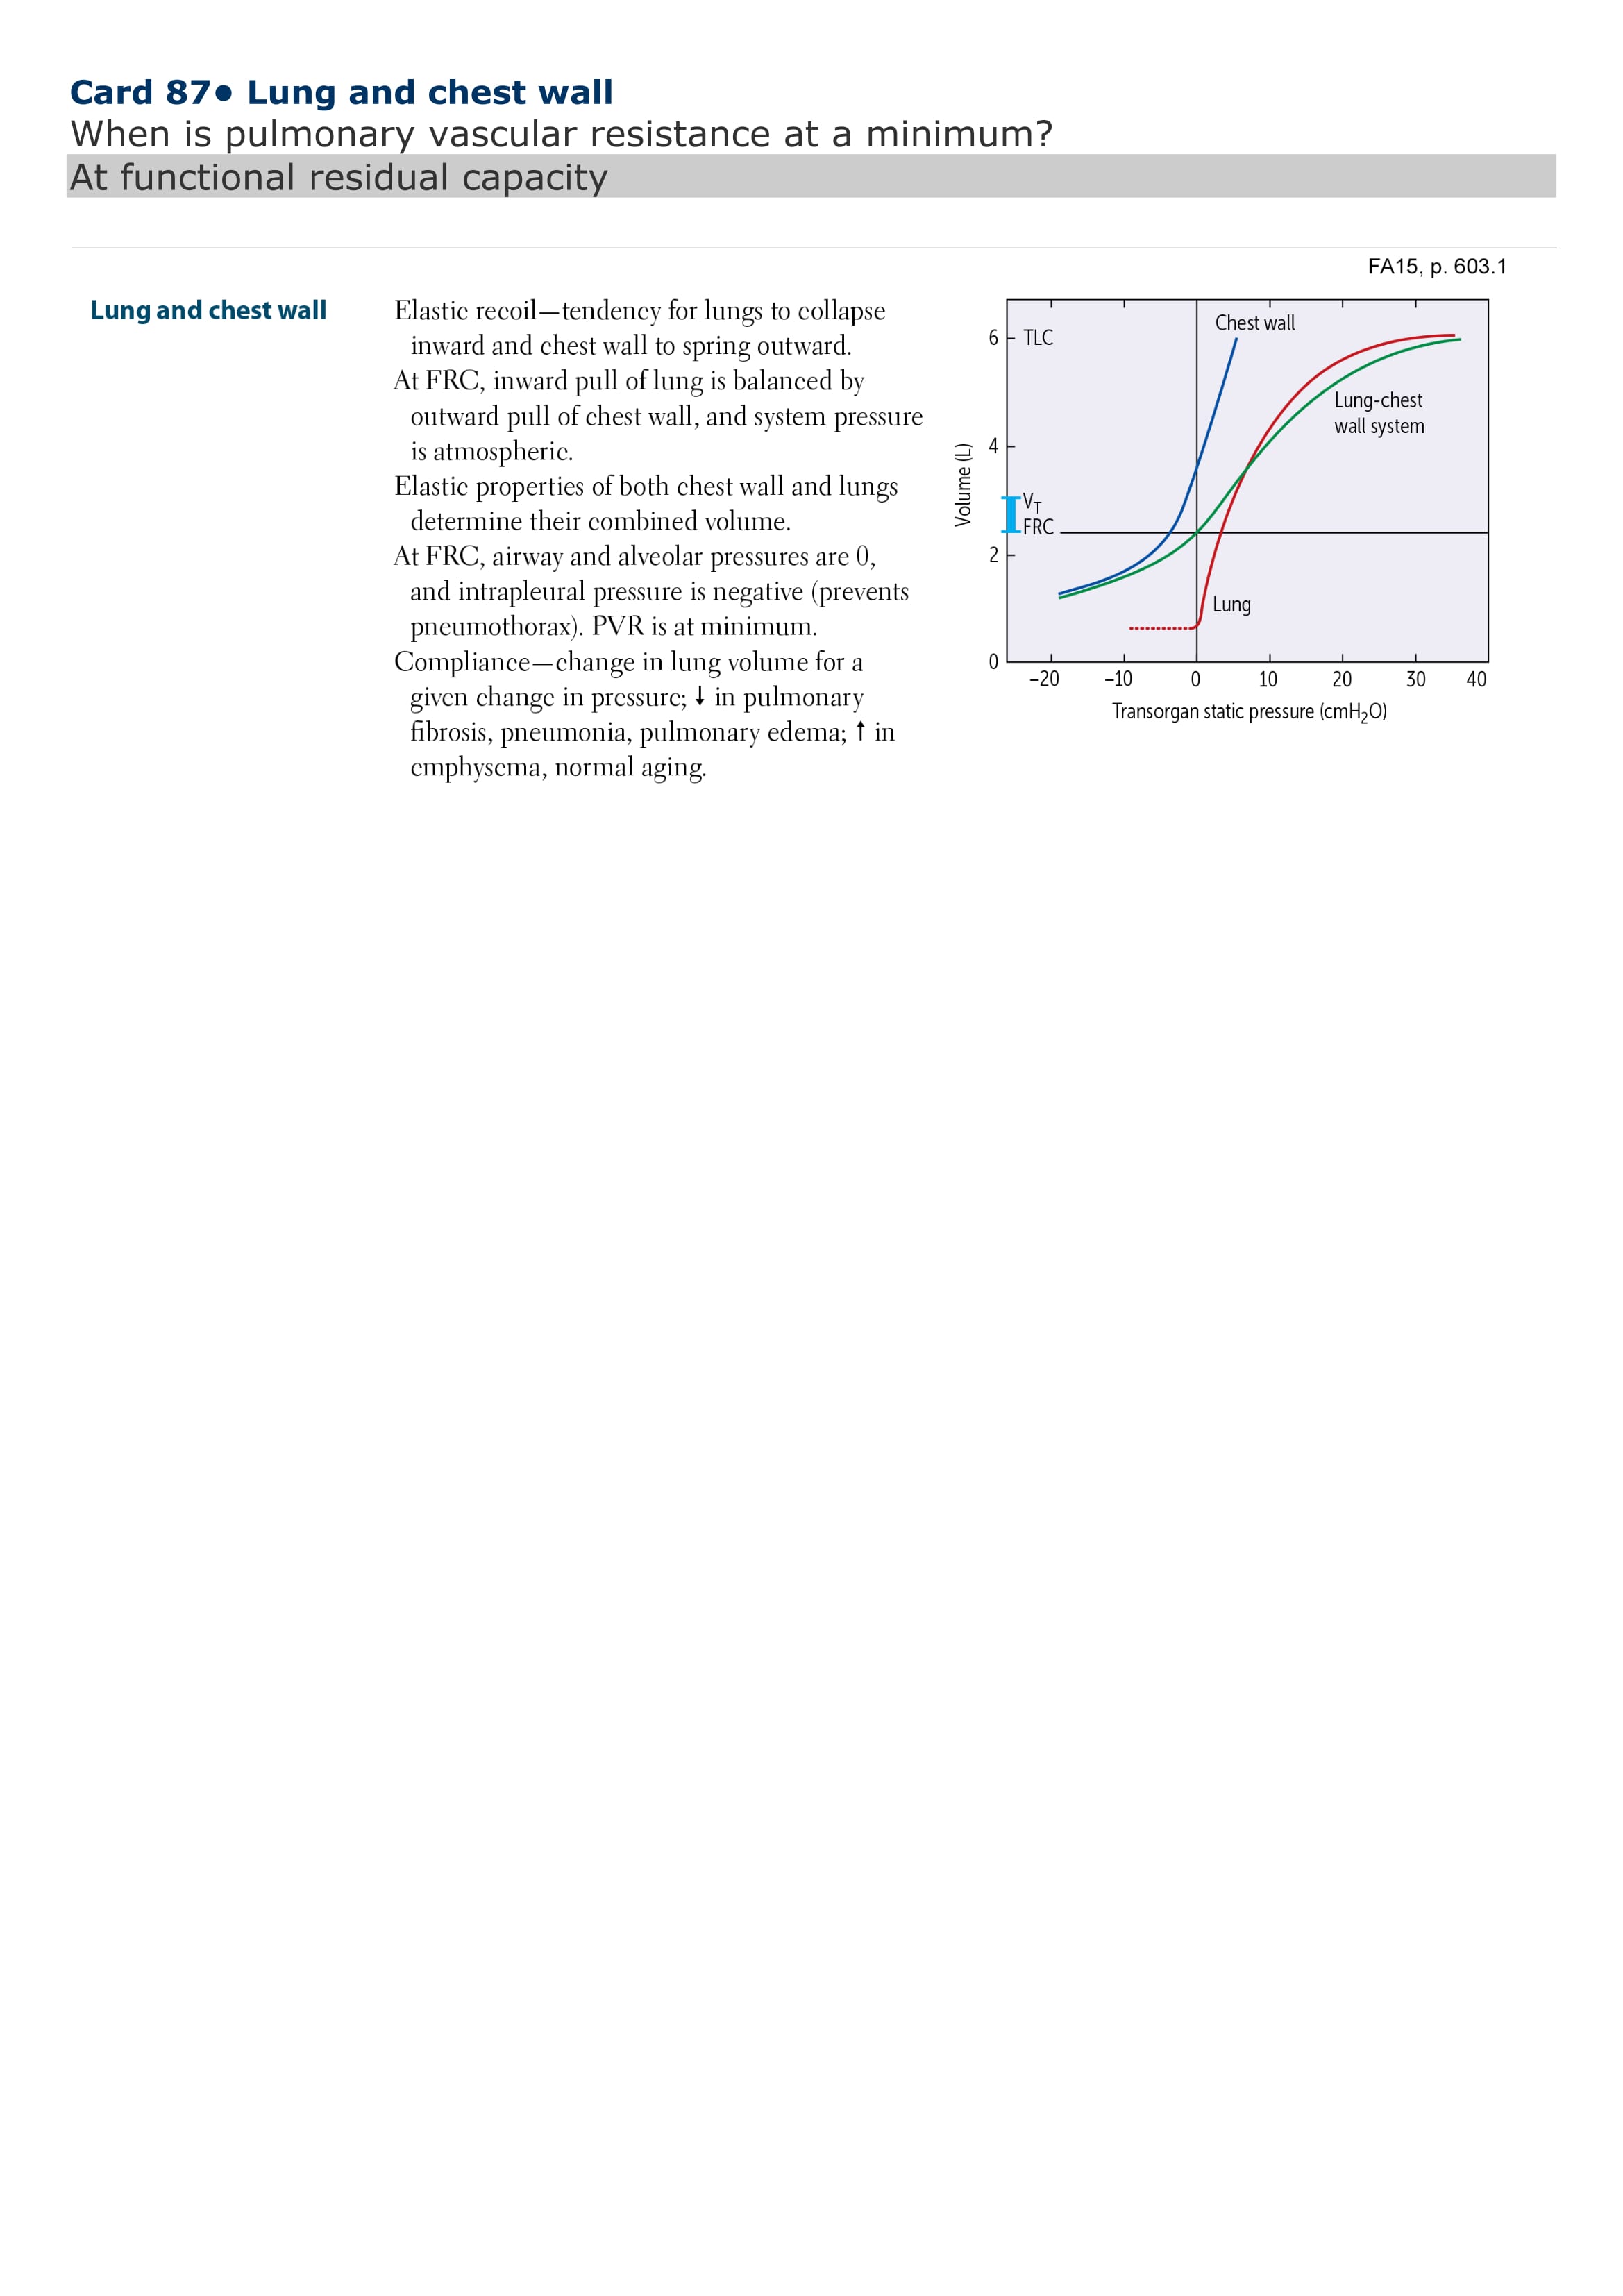 Card 87• Lung and chest wall
When is pulmonary vascular resistance at a minimum?
At functional residual capacity
FA15, p. 603.1
Lung and chest wall
Elastic recoil—tendency for lungs to collapse
inward and chest wall to spring outward.
At FRC, inward pull of lung is balanced by
outward pull of chest wall, and system pressure
is atmospheric.
Elastic properties of both chest wall and lungs
determine their combined volume.
At FRC, airway and alveolar pressures are 0,
and intrapleural pressure is negative (prevents
pneumothorax). PVR is at minimum.
Compliance—change in lung volume for a
given change in pressure; ↓ in pulmonary
fibrosis, pneumonia, pulmonary edema; ↑ in
emphysema, normal aging.
Chest wall
6 TLC
Lung-chest
wall system
4
Volume (L)
VT
FRC
2
Lung
0
–20 –10 0 10 20 30 40
Transorgan static pressure (cmH2O)